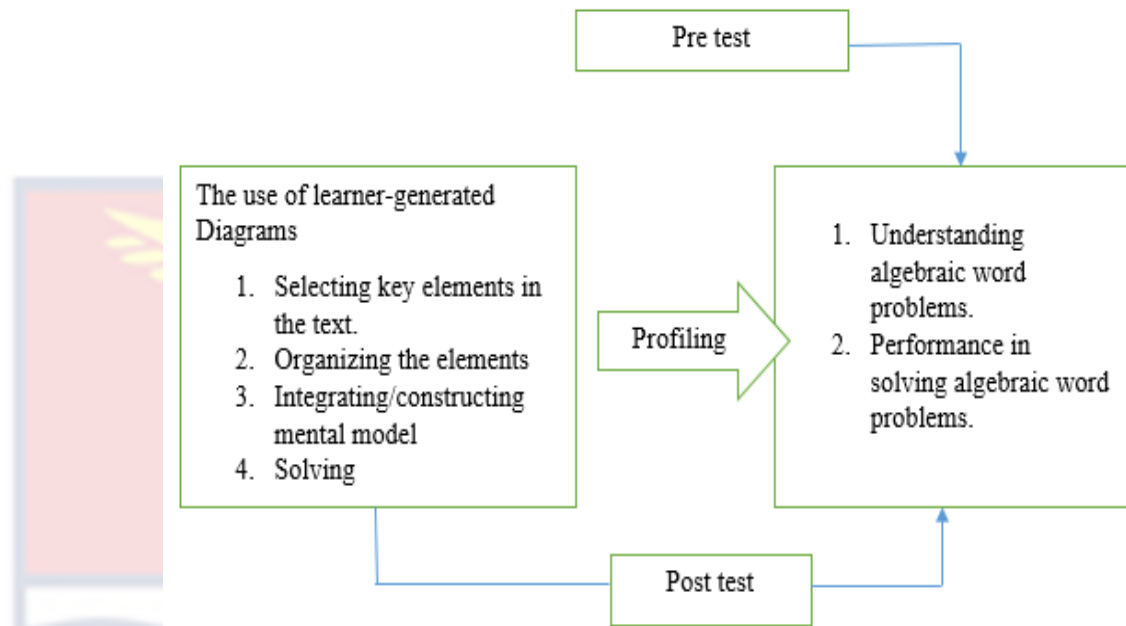 Pre test
The use of learner-generated
Diagrams
1. Selecting key elements in
the text.
2. Organizing the elements
3. Integrating/constructing
mental model
4. Solving
Profiling
1. Understanding
algebraic word
problems.
2. Performance in
solving algebraic word
problems.
Post test